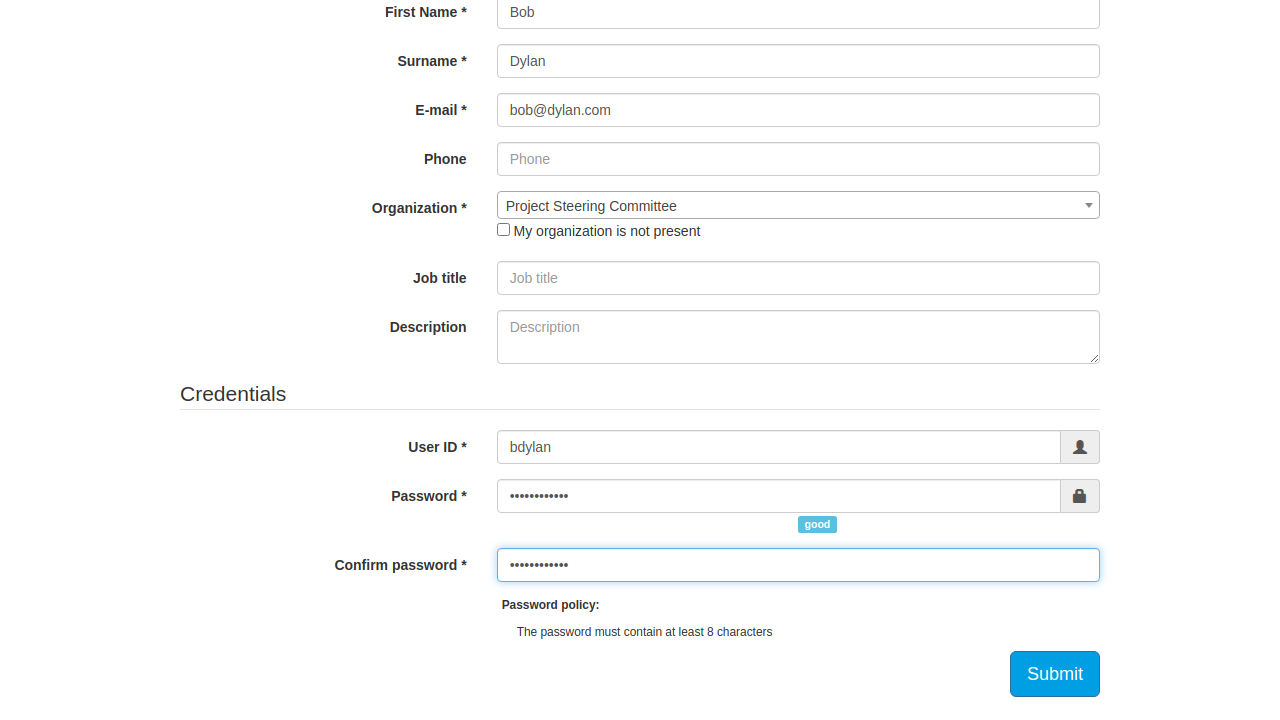 First Name * Bob
Surname * Dylan
E-mail * bob@dylan.com
Phone Phone
Organization * Project Steering Committee
My organization is not present
Job title Job title
Description Description
Credentials
User ID * bdylan
Password * ••••••••••••
good
Confirm password * ••••••••••••
Password policy:
The password must contain at least 8 characters
Submit